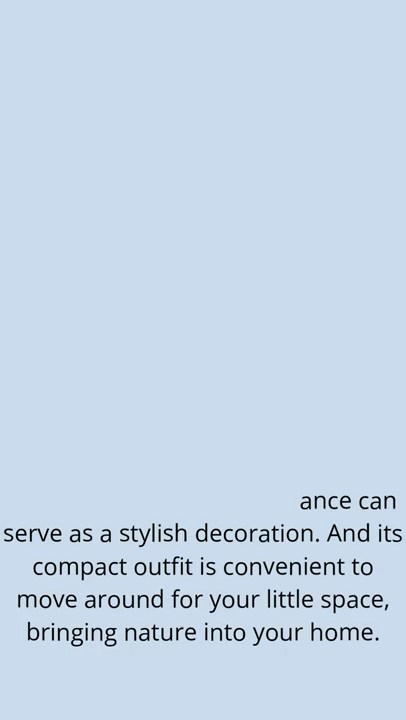 ance can
serve as a stylish decoration. And its
compact outfit is convenient to
move around for your little space,
bringing nature into your home.